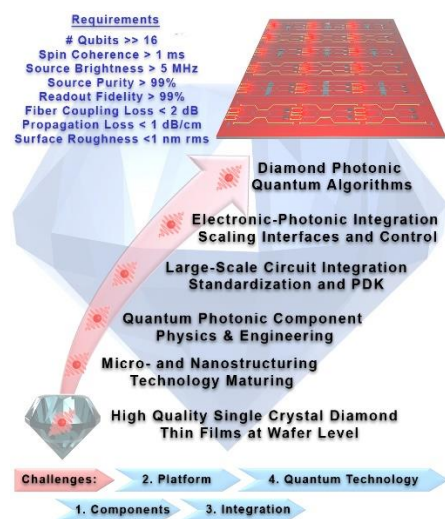 Requirements
# Qubits >> 16
Spin Coherence > 1 ms
Source Brightness > 5 MHz
Source Purity > 99%
Readout Fidelity > 99%
Fiber Coupling Loss < 2 dB
Propagation Loss < 1 dB/cm
Surface Roughness <1 nm rms
Diamond Photonic
Quantum Algorithms
Electronic-Photonic Integration
Scaling Interfaces and Control
Large-Scale Circuit Integration
Standardization and PDK
Quantum Photonic Component
Physics & Engineering
Micro- and Nanostructuring
Technology Maturing
High Quality Single Crystal Diamond
Thin Films at Wafer Level
Challenges:
2. Platform
4. Quantum Technology
1. Components
3. Integration